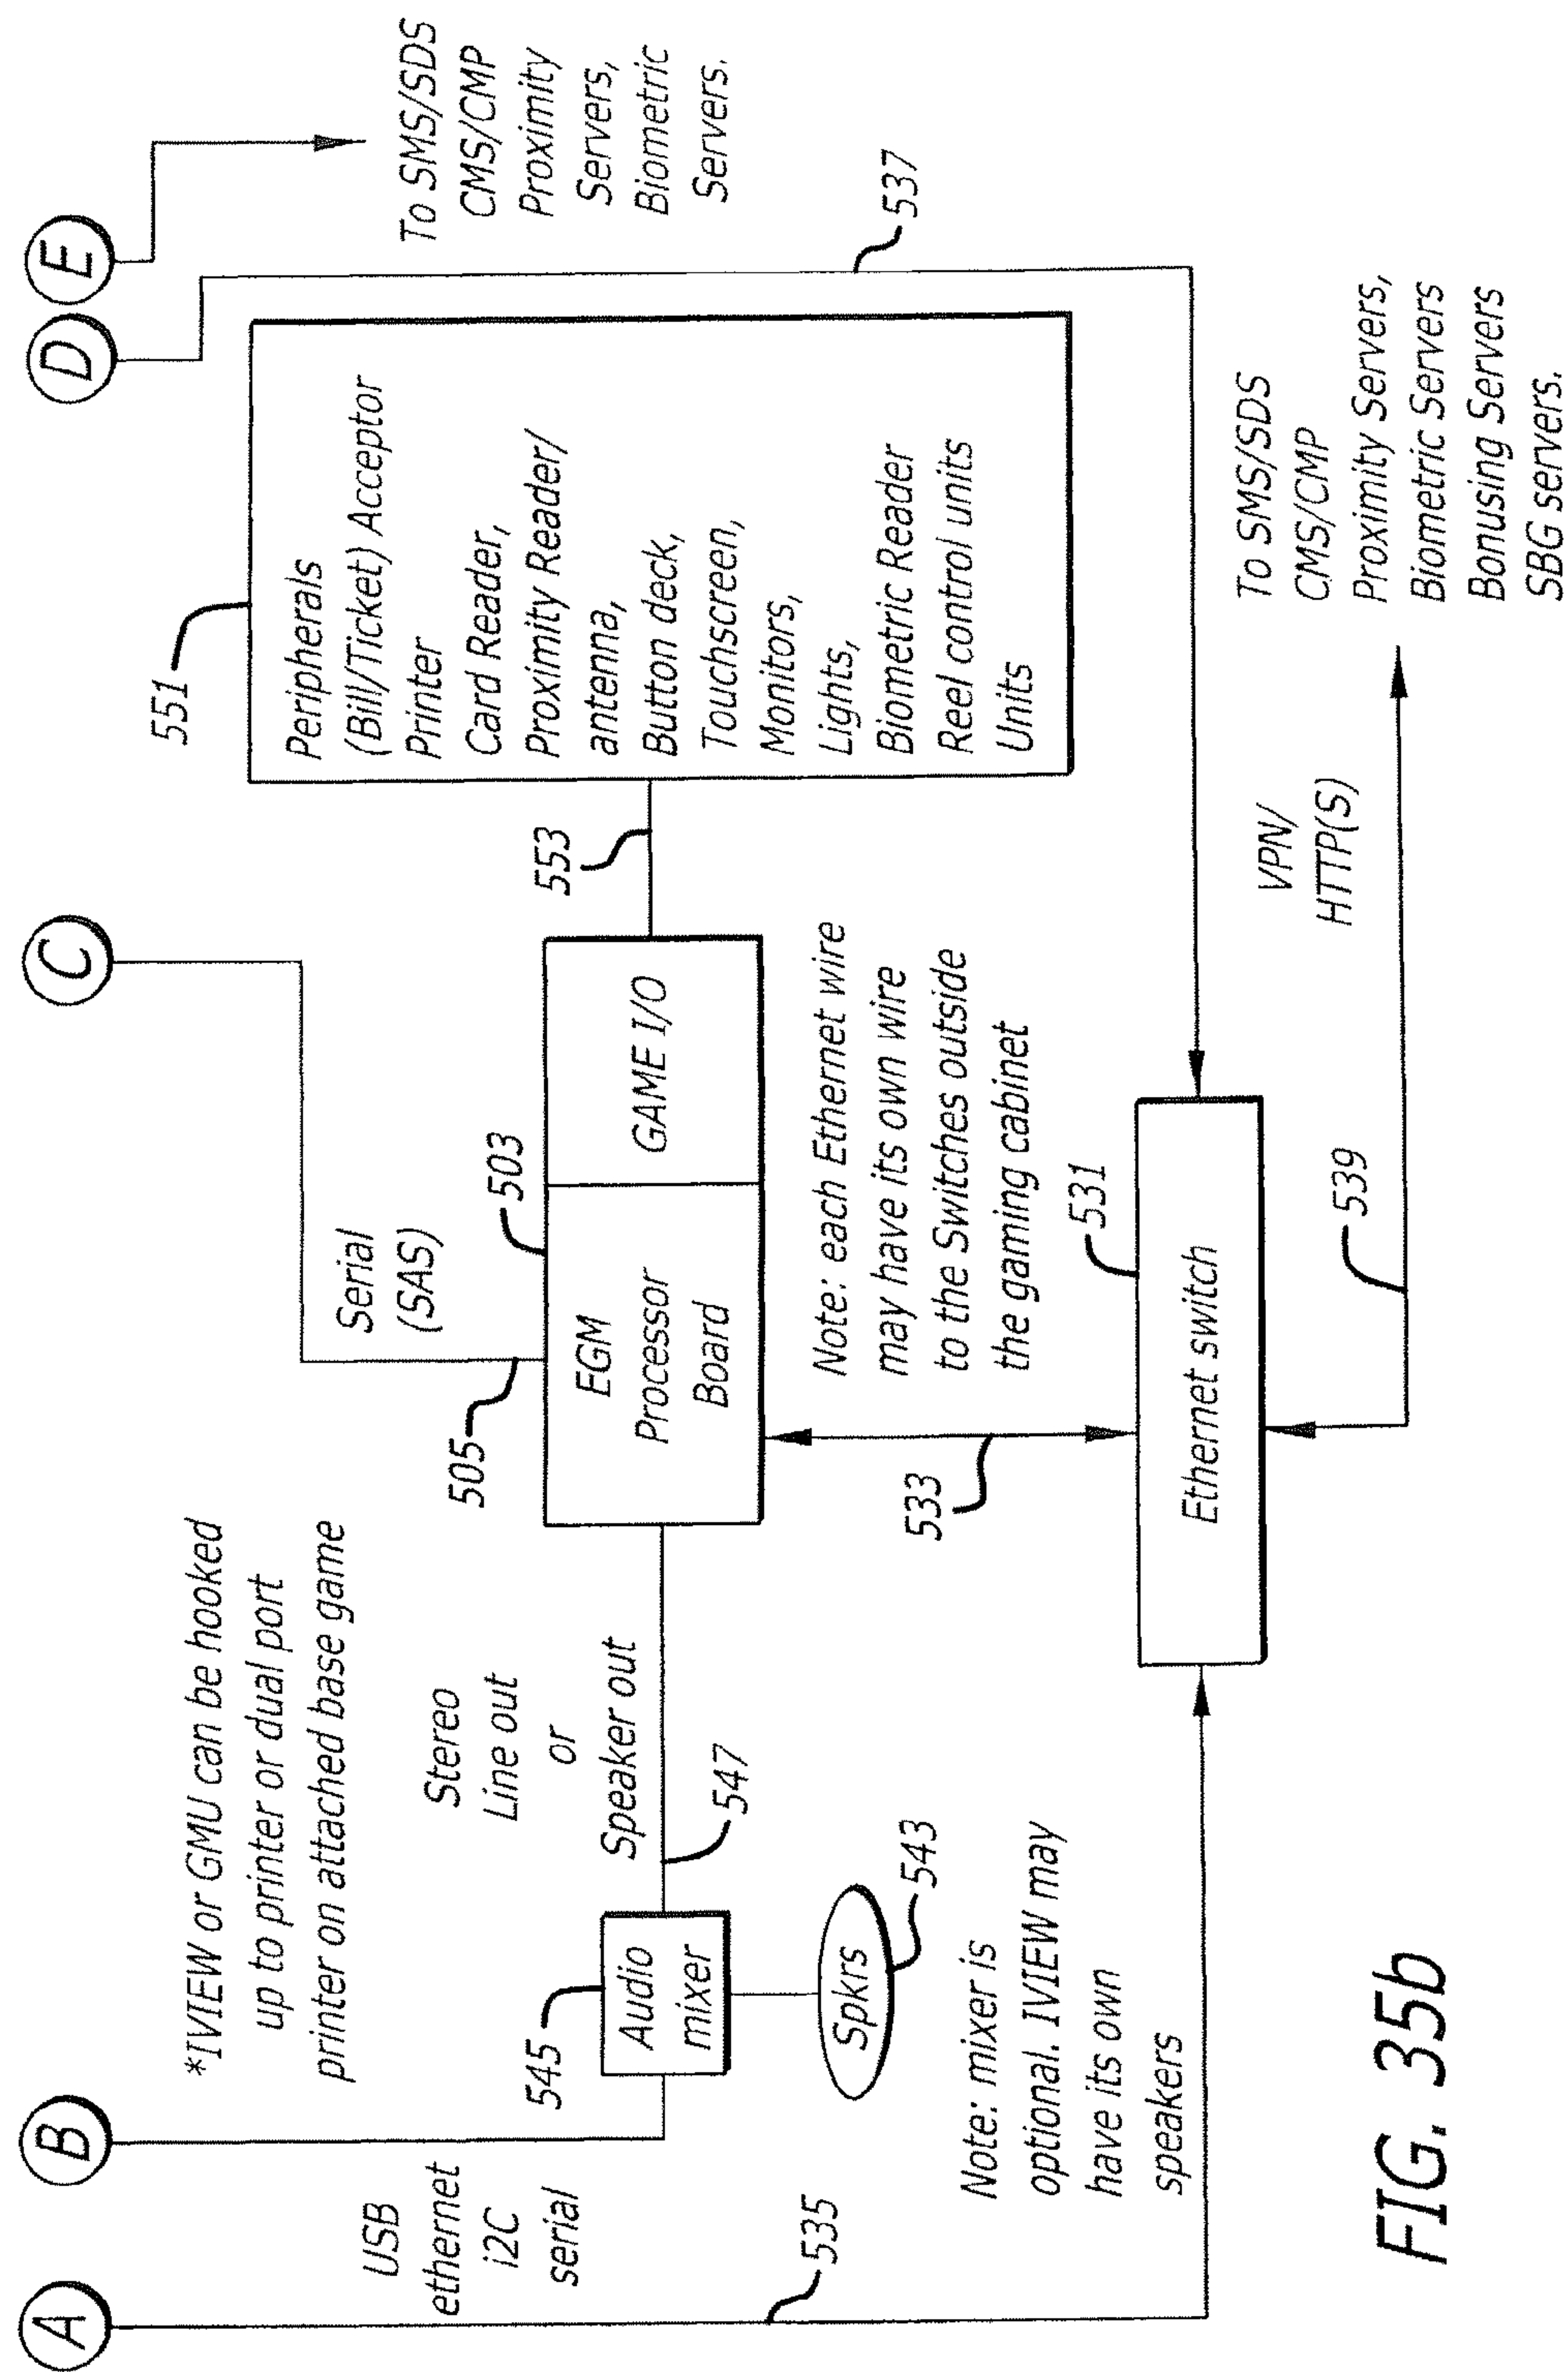 A
B
C
D
E
USB
ethernet
i2C
serial
*IVIEW or GMU can be hooked
up to printer or dual port
printer on attached base game
Serial
(SAS)
To SMS/SDS
CMS/CMP
Proximity
Servers,
Biometric
Servers.
535
545
Audio
mixer
Stereo
Line out
or
Speaker out
547
Spkrs
543
505
503
EGM
Processor
Board
GAME I/O
553
551
Peripherals
(Bill/Ticket) Acceptor
Printer
Card Reader,
Proximity Reader/
antenna,
Button deck,
Touchscreen,
Monitors,
Lights,
Biometric Reader
Reel control units
Units
537
Note: mixer is
optional. IVIEW may
have its own
speakers
533
Note: each Ethernet wire
may have its own wire
to the Switches outside
the gaming cabinet
531
Ethernet switch
539
VPN/
HTTP(S)
To SMS/SDS
CMS/CMP
Proximity Servers,
Biometric Servers
Bonusing Servers
SBG servers.
FIG. 35b